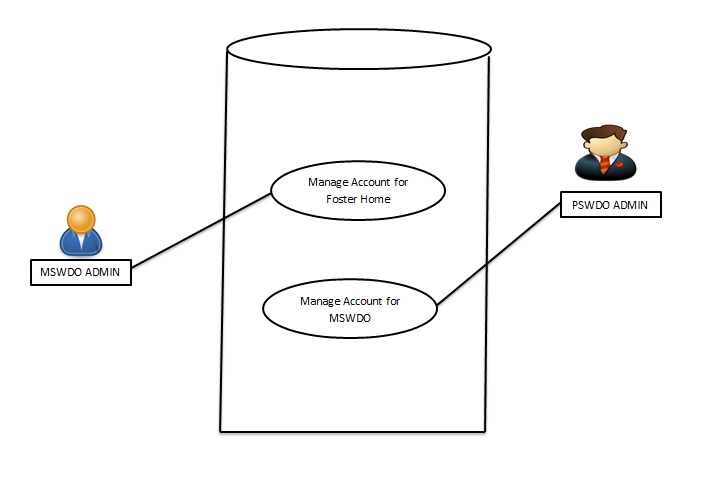 Manage Account for
Foster Home
PSWDO ADMIN
MSWDO ADMIN
Manage Account for
MSWDO